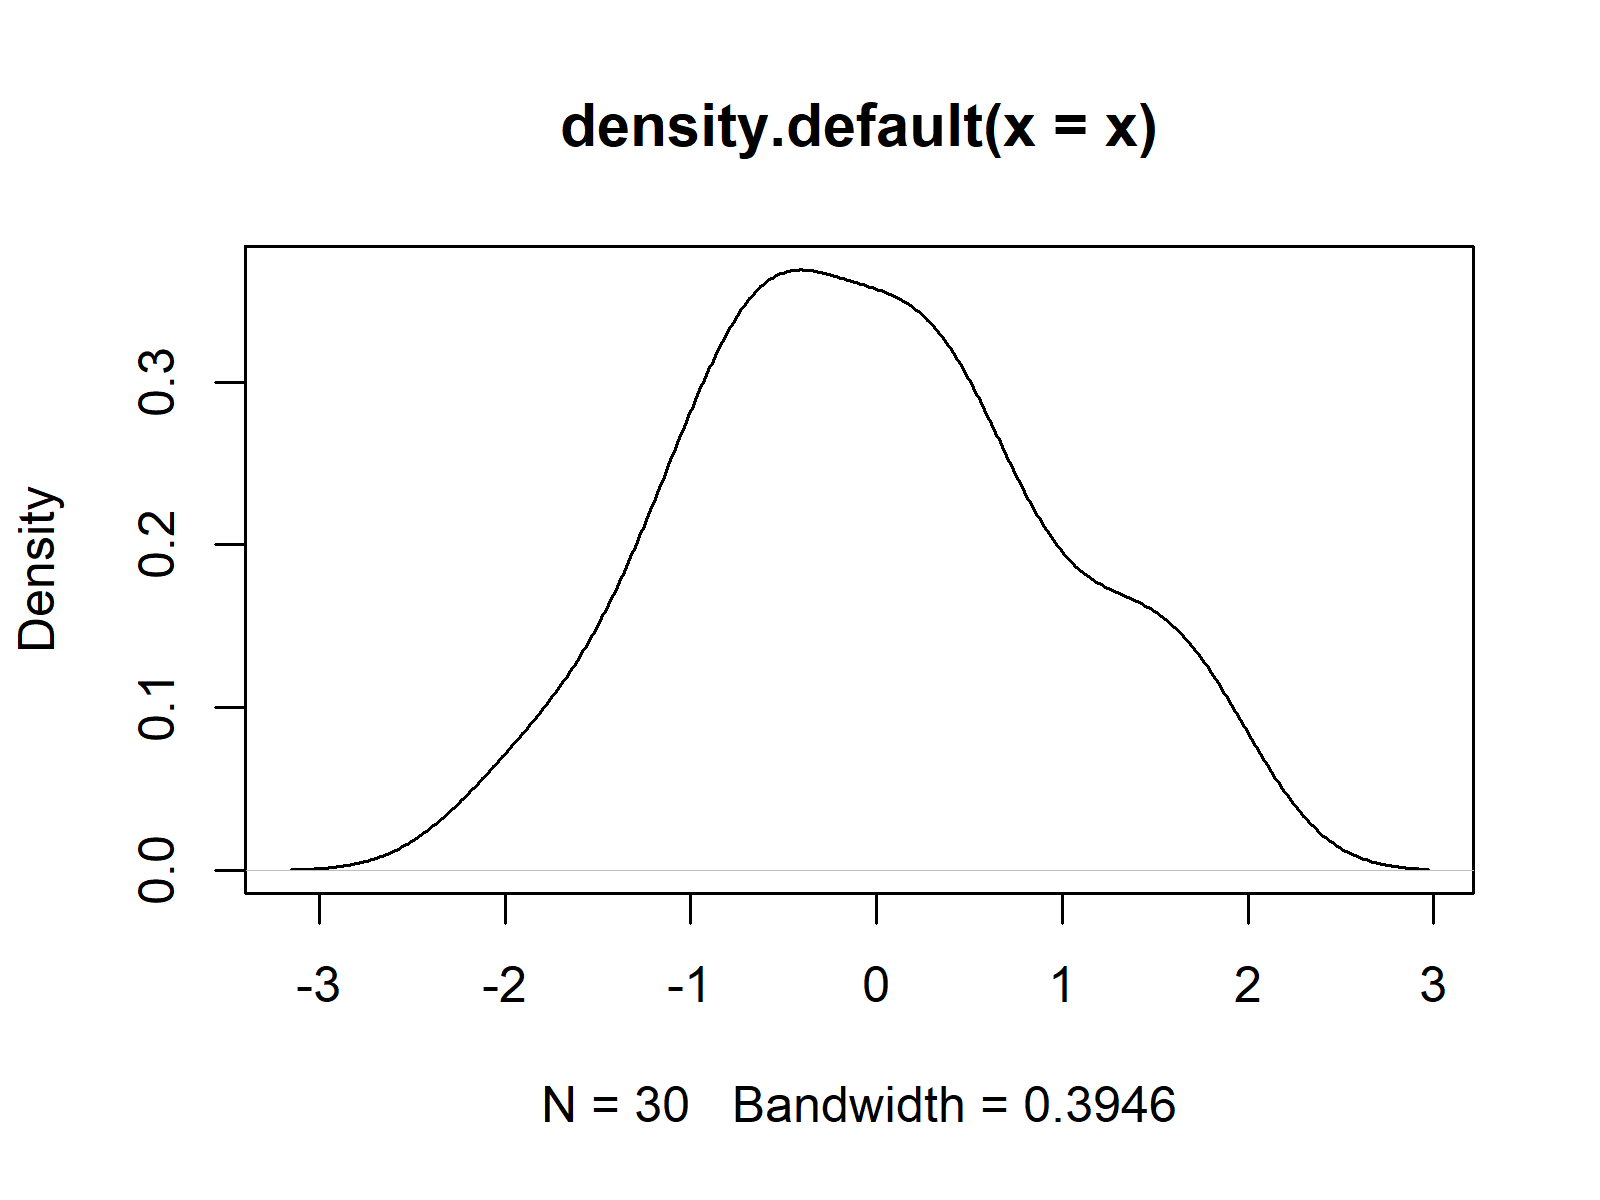 density.default(x = x)
Density
0.3
0.2
0.1
0.0
-3 -2 -1 0 1 2 3
N = 30 Bandwidth = 0.3946